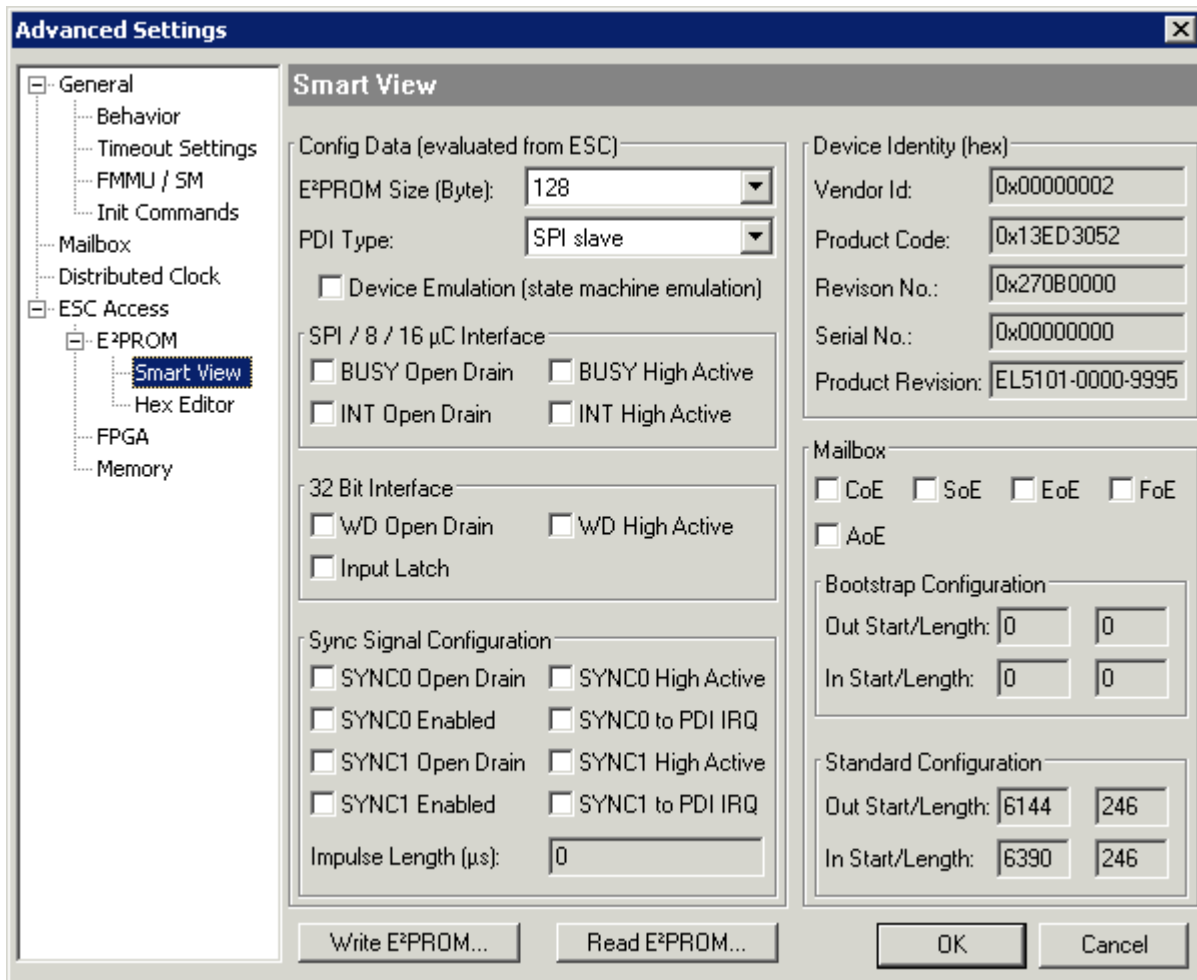 Advanced Settings
General
Behavior
Timeout Settings
FMMU / SM
Init Commands
Mailbox
Distributed Clock
ESC Access
E²PROM
Smart View
Hex Editor
FPGA
Memory
Smart View
Config Data (evaluated from ESC)
E²PROM Size (Byte): 128
PDI Type: SPI slave
Device Emulation (state machine emulation)
SPI / 8 / 16 µC Interface
BUSY Open Drain BUSY High Active
INT Open Drain INT High Active
32 Bit Interface
WD Open Drain WD High Active
Input Latch
Sync Signal Configuration
SYNC0 Open Drain SYNC0 High Active
SYNC0 Enabled SYNC0 to PDI IRQ
SYNC1 Open Drain SYNC1 High Active
SYNC1 Enabled SYNC1 to PDI IRQ
Impulse Length (µs): 0
Device Identity (hex)
Vendor Id: 0x00000002
Product Code: 0x13ED3052
Revison No.: 0x270B0000
Serial No.: 0x00000000
Product Revision: EL5101-0000-9995
Mailbox
CoE SoE EoE FoE
AoE
Bootstrap Configuration
Out Start/Length: 0 0
In Start/Length: 0 0
Standard Configuration
Out Start/Length: 6144 246
In Start/Length: 6390 246
Write E²PROM... Read E²PROM... OK Cancel